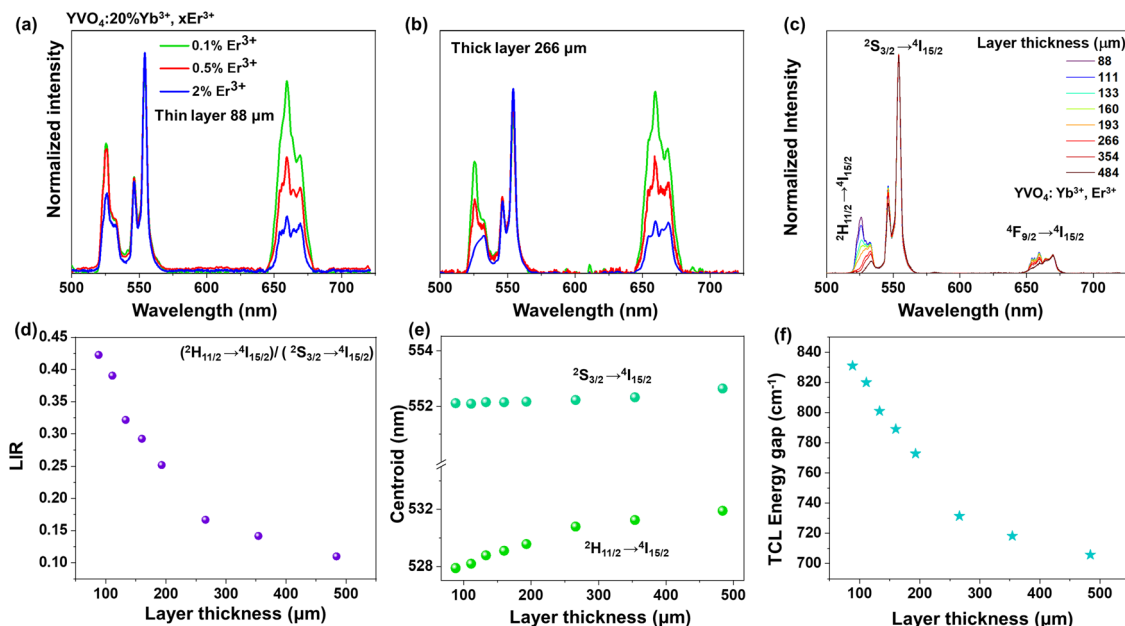 (a)
YVO₄:20%Yb³⁺, xEr³⁺
0.1% Er³⁺
0.5% Er³⁺
2% Er³⁺
Thin layer 88 μm
Normalized intensity
500 550 600 650 700
Wavelength (nm)
(b)
Thick layer 266 μm
500 550 600 650 700
Wavelength (nm)
(c)
²S₃/₂→⁴I₁₅/₂
Layer thickness (μm)
88
111
133
160
193
266
354
484
YVO₄: Yb³⁺, Er³⁺
²H₁₁/₂→⁴I₁₅/₂
⁴F₉/₂→⁴I₁₅/₂
Normalized Intensity
500 550 600 650 700
Wavelength (nm)
(d)
(²H₁₁/₂→⁴I₁₅/₂)/ ( ²S₃/₂→⁴I₁₅/₂)
0.45
0.40
0.35
0.30
0.25
0.20
0.15
0.10
LIR
100 200 300 400 500
Layer thickness (μm)
(e)
554
552
531
528
²S₃/₂→⁴I₁₅/₂
²H₁₁/₂→⁴I₁₅/₂
Centroid (nm)
100 200 300 400 500
Layer thickness (μm)
(f)
840
820
800
780
760
740
720
700
TCL Energy gap (cm⁻¹)
100 200 300 400 500
Layer thickness (μm)